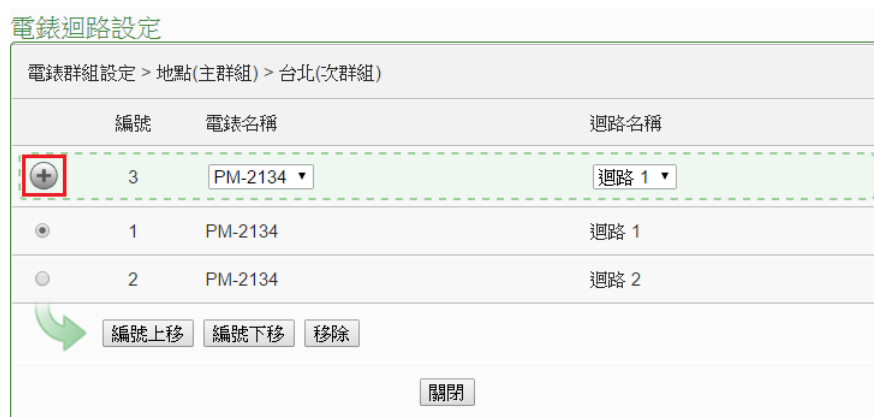 電錶迴路設定
電錶群組設定 > 地點(主群組) > 台北(次群組)
編號 電錶名稱 迴路名稱
3 PM-2134 迴路 1
1 PM-2134 迴路 1
2 PM-2134 迴路 2
編號上移 編號下移 移除
關閉